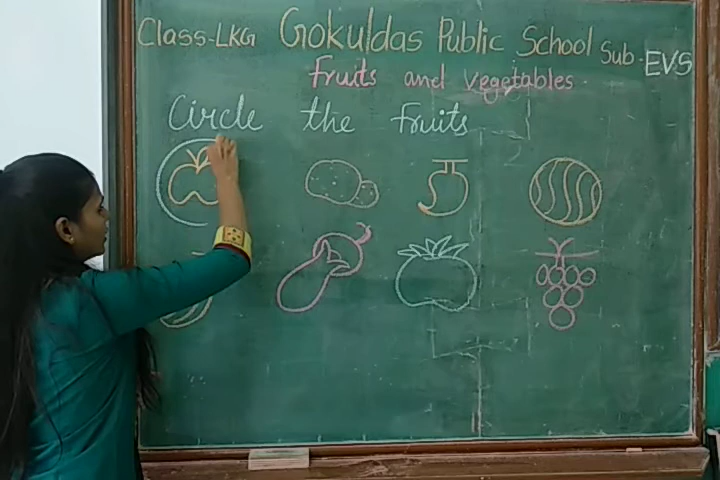 Class-LKG Gokuldas Public School Sub-EVS
Fruits and vegetables
Circle the fruits